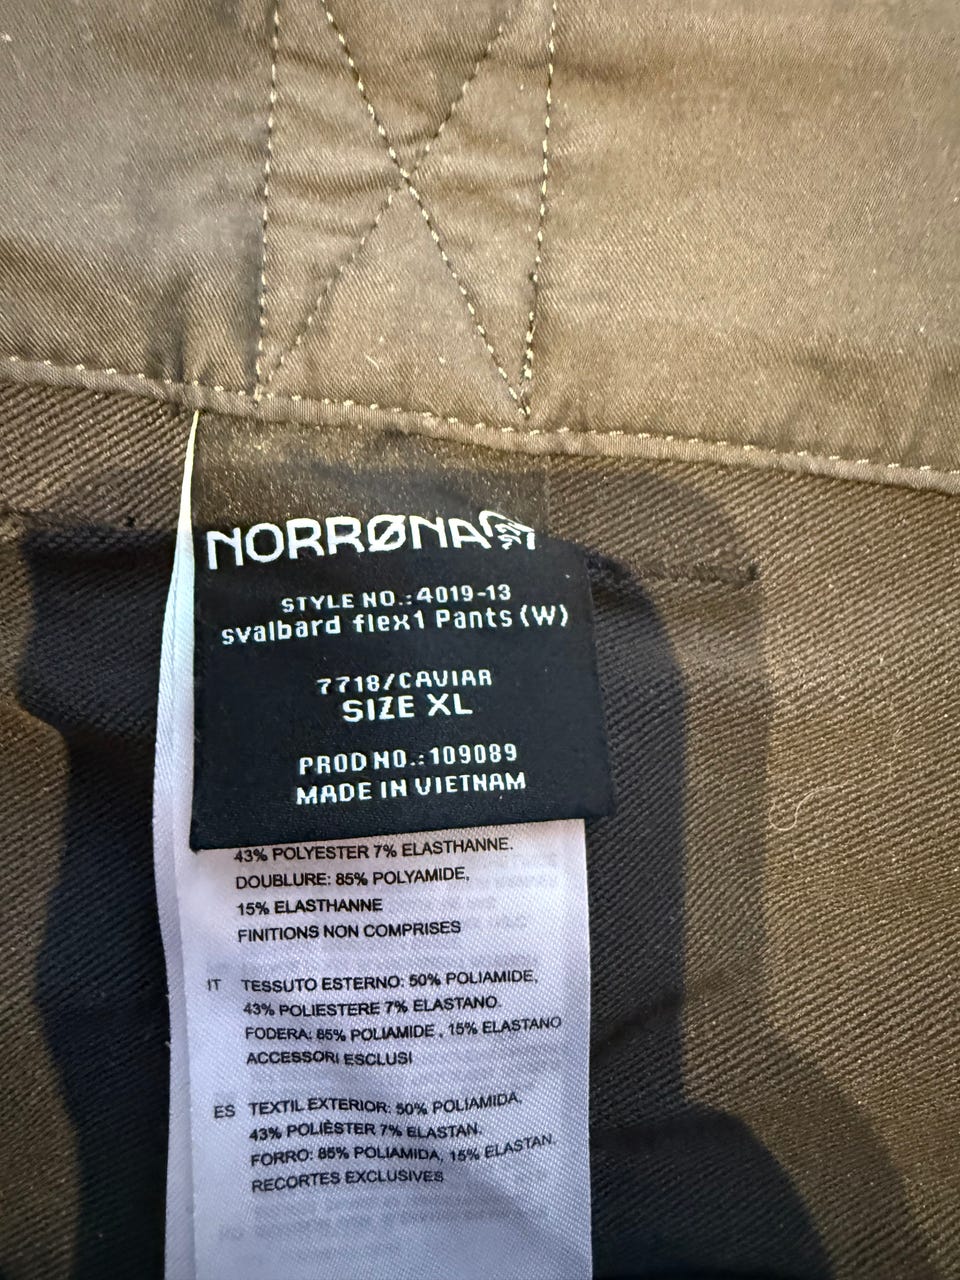 NORRØNA
STYLE NO.:4019-13
svalbard flex1 Pants (W)
7718/CAVIAR
SIZE XL
PROD NO.:109089
MADE IN VIETNAM
43% POLYESTER 7% ELASTHANNE.
DOUBLURE: 85% POLYAMIDE,
15% ELASTHANNE
FINITIONS NON COMPRISES
IT TESSUTO ESTERNO: 50% POLIAMIDE,
43% POLIESTERE 7% ELASTANO.
FODERA: 85% POLIAMIDE , 15% ELASTANO
ACCESSORI ESCLUSI
ES TEXTIL EXTERIOR: 50% POLIAMIDA,
43% POLIÈSTER 7% ELASTAN.
FORRO: 85% POLIAMIDA, 15% ELASTAN.
RECORTES EXCLUSIVES